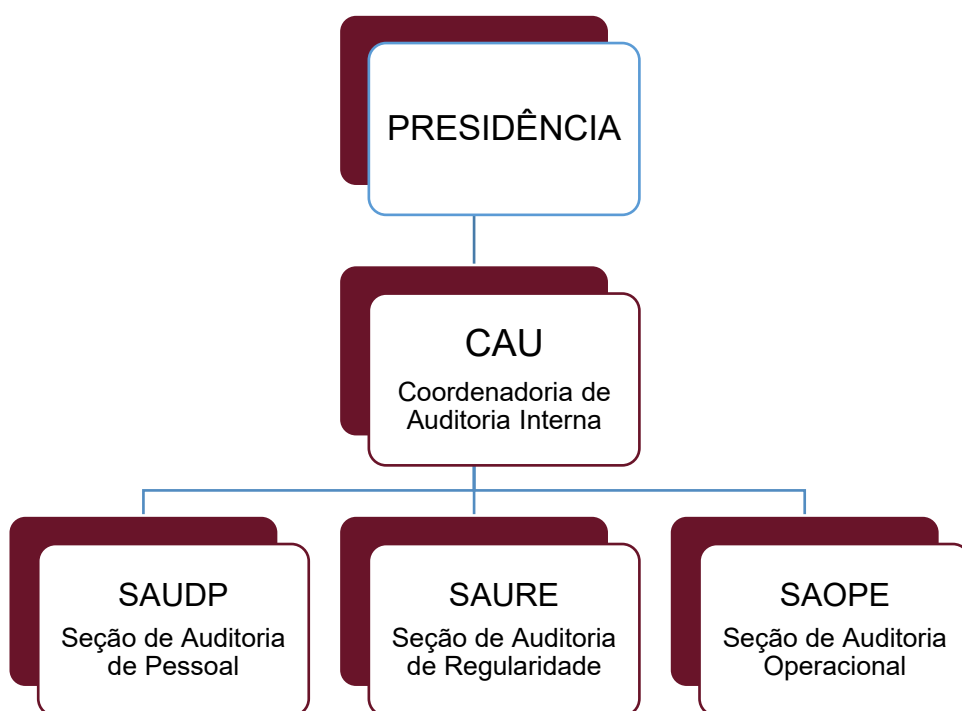 PRESIDÊNCIA
CAU
Coordenadoria de
Auditoria Interna
SAUDP
Seção de Auditoria
de Pessoal
SAURE
Seção de Auditoria
de Regularidade
SAOPE
Seção de Auditoria
Operacional